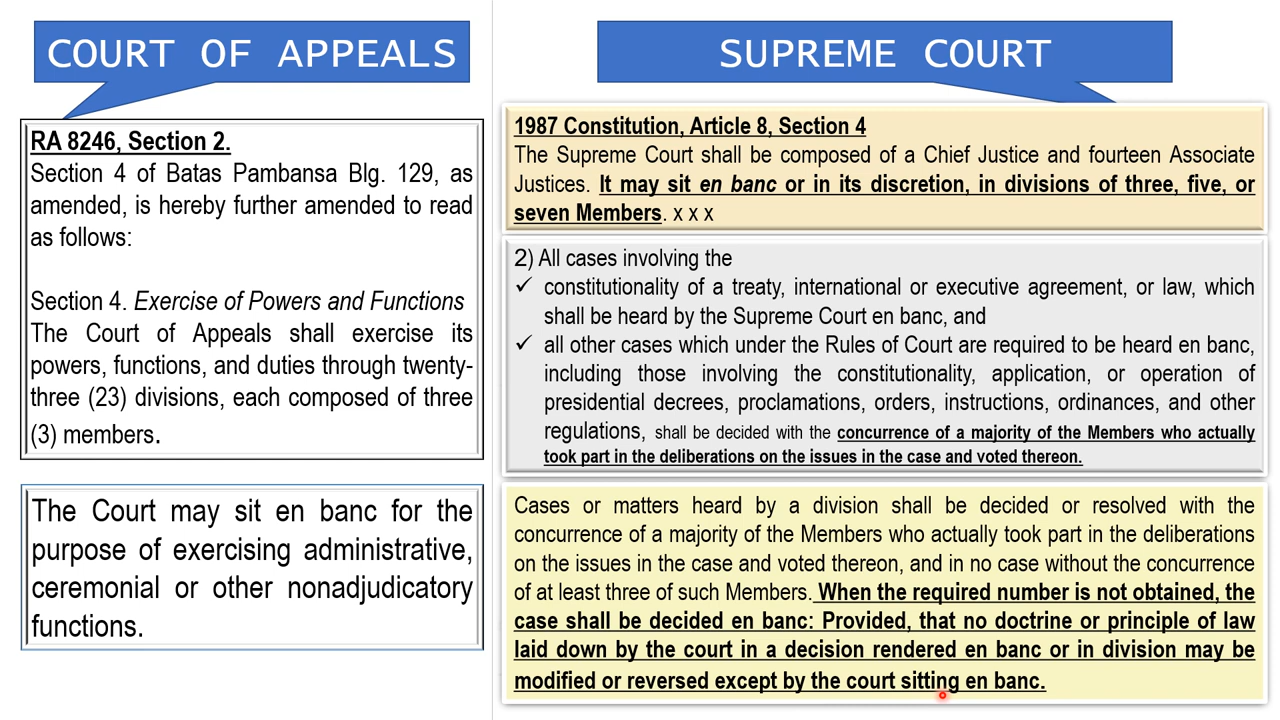 COURT OF APPEALS
RA 8246, Section 2.
Section 4 of Batas Pambansa Blg. 129, as
amended, is hereby further amended to read
as follows:
Section 4. Exercise of Powers and Functions
The Court of Appeals shall exercise its
powers, functions, and duties through twenty-
three (23) divisions, each composed of three
(3) members.
The Court may sit en banc for the
purpose of exercising administrative,
ceremonial or other nonadjudicatory
functions.
SUPREME COURT
1987 Constitution, Article 8, Section 4
The Supreme Court shall be composed of a Chief Justice and fourteen Associate
Justices. It may sit en banc or in its discretion, in divisions of three, five, or
seven Members. x x x
2) All cases involving the
✓ constitutionality of a treaty, international or executive agreement, or law, which
shall be heard by the Supreme Court en banc, and
✓ all other cases which under the Rules of Court are required to be heard en banc,
including those involving the constitutionality, application, or operation of
presidential decrees, proclamations, orders, instructions, ordinances, and other
regulations, shall be decided with the concurrence of a majority of the Members who actually
took part in the deliberations on the issues in the case and voted thereon.
Cases or matters heard by a division shall be decided or resolved with the
concurrence of a majority of the Members who actually took part in the deliberations
on the issues in the case and voted thereon, and in no case without the concurrence
of at least three of such Members. When the required number is not obtained, the
case shall be decided en banc: Provided, that no doctrine or principle of law
laid down by the court in a decision rendered en banc or in division may be
modified or reversed except by the court sitting en banc.